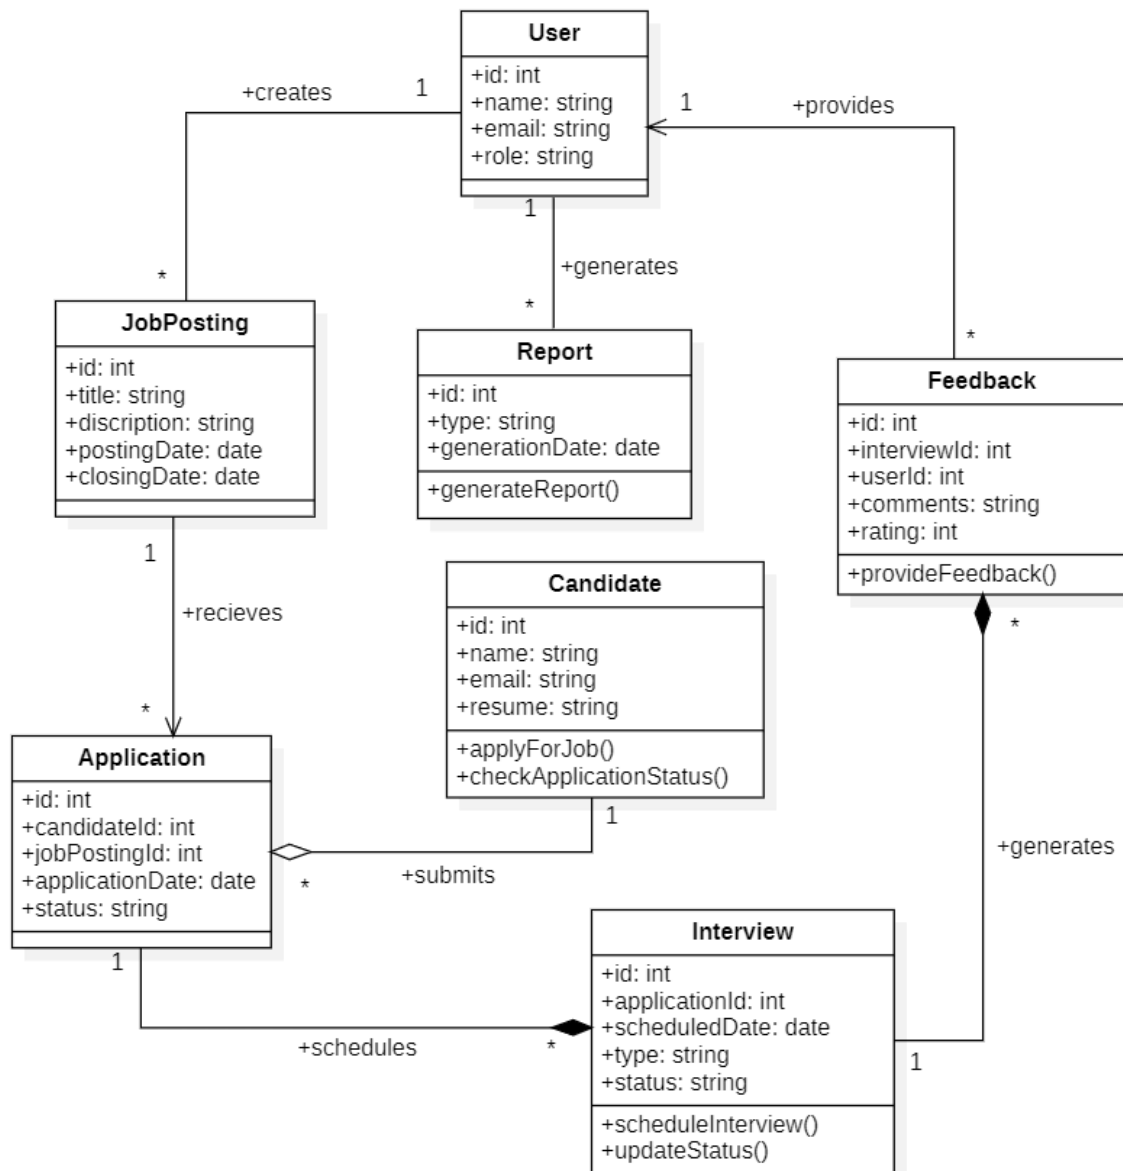 User
+id: int
+name: string
+email: string
+role: string
+creates
1
*
1
+provides
*
1
+generates
*
JobPosting
+id: int
+title: string
+discription: string
+postingDate: date
+closingDate: date
Report
+id: int
+type: string
+generationDate: date
+generateReport()
Feedback
+id: int
+interviewId: int
+userId: int
+comments: string
+rating: int
+provideFeedback()
1
+recieves
*
Candidate
+id: int
+name: string
+email: string
+resume: string
+applyForJob()
+checkApplicationStatus()
Application
+id: int
+candidateId: int
+jobPostingId: int
+applicationDate: date
+status: string
1
+submits
*
*
+generates
1
1
+schedules
*
Interview
+id: int
+applicationId: int
+scheduledDate: date
+type: string
+status: string
+scheduleInterview()
+updateStatus()